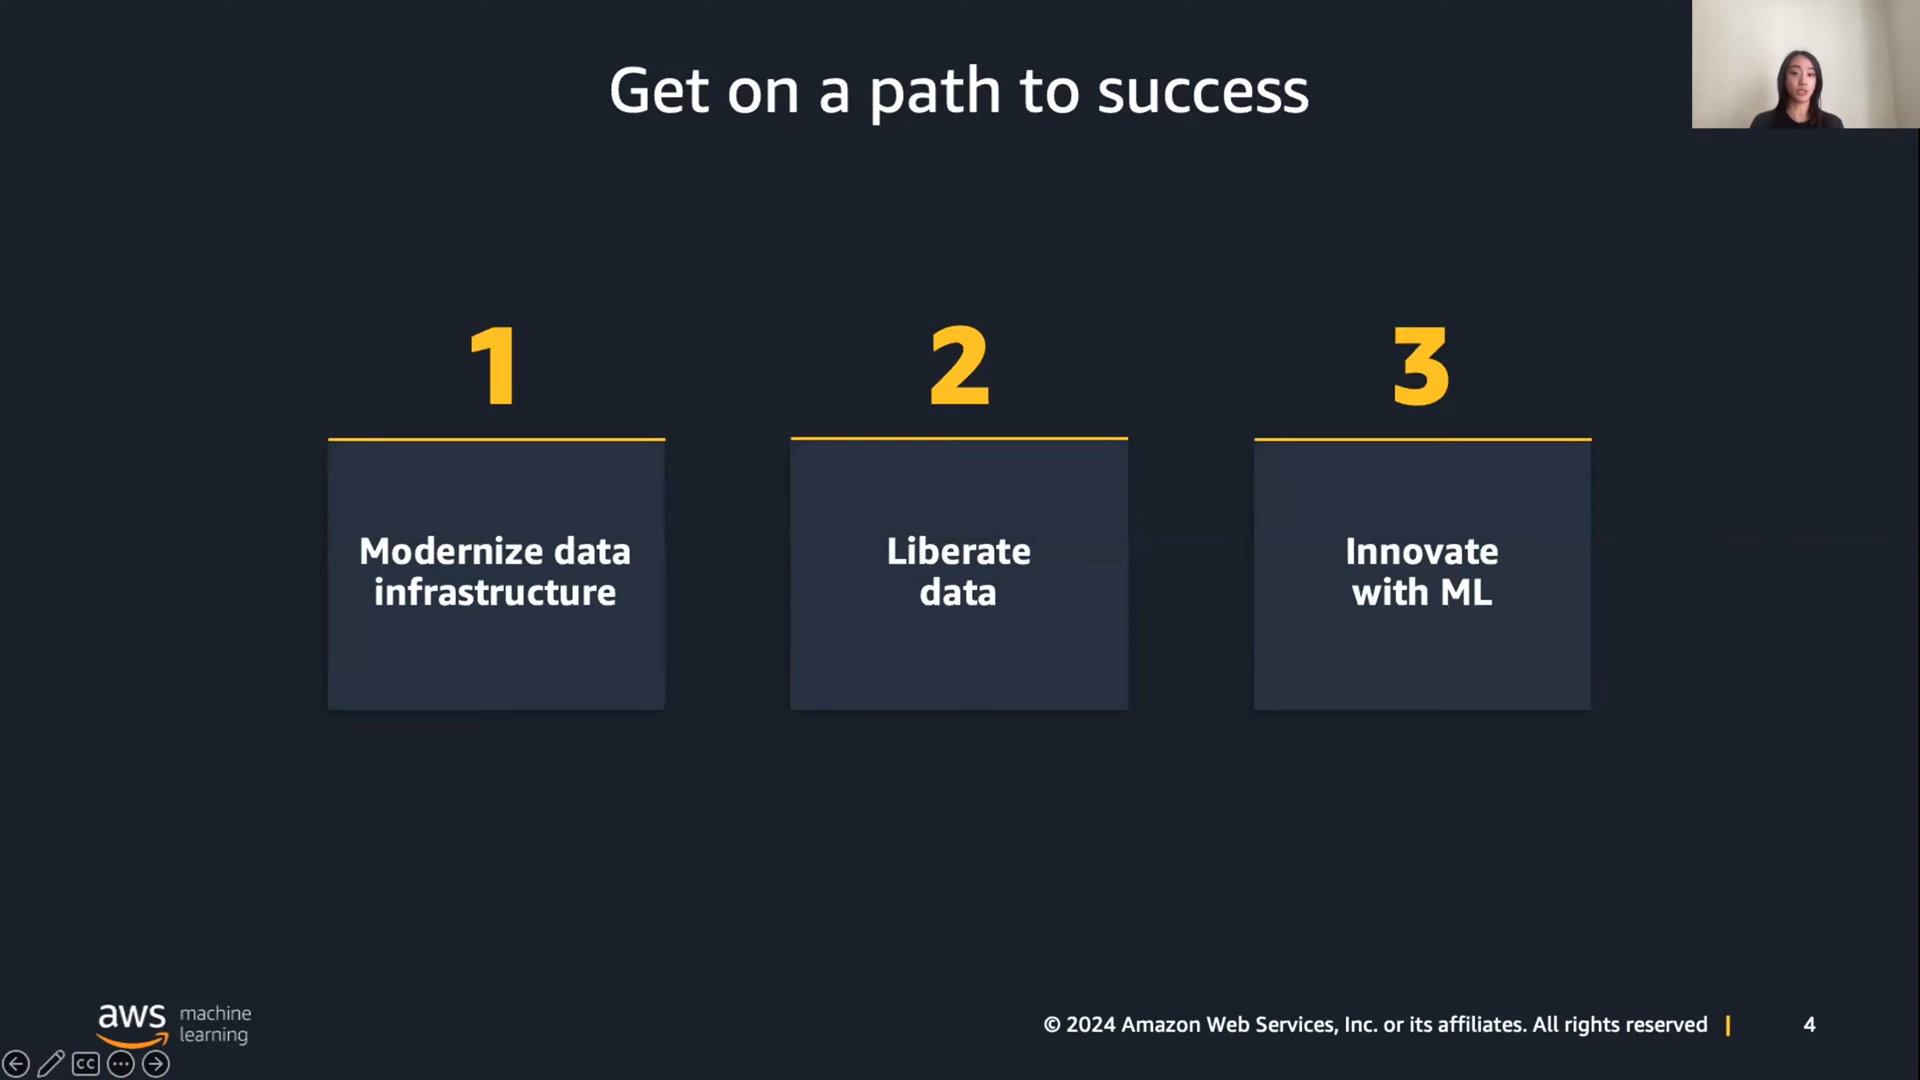 Get on a path to success
1
Modernize data
infrastructure
2
Liberate
data
3
Innovate
with ML
aws machine
learning
© 2024 Amazon Web Services, Inc. or its affiliates. All rights reserved | 4
CC